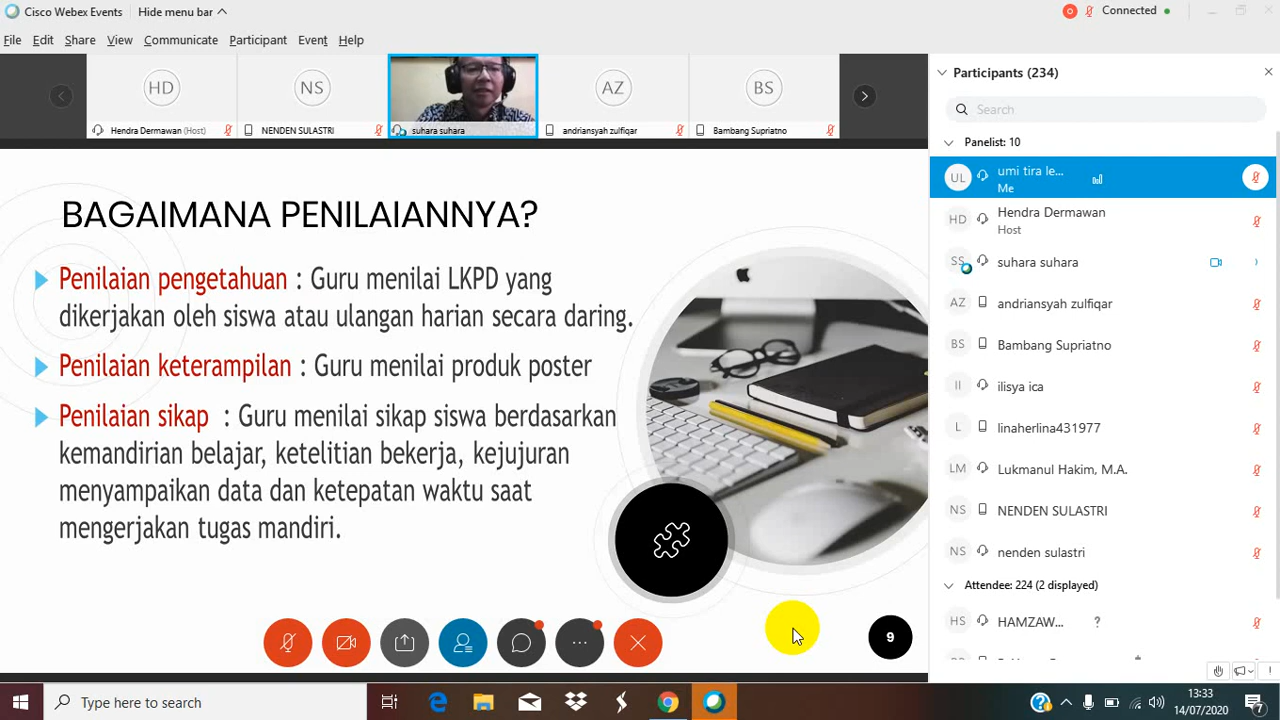 Cisco Webex Events
Hide menu bar
Connected
File Edit Share View Communicate Participant Event Help
HD
NS
AZ
BS
Hendra Dermawan (Host)
NENDEN SULASTRI
suhara suhara
andriansyah zulfiqar
Bambang Supriatno
BAGAIMANA PENILAIANNYA?
Penilaian pengetahuan : Guru menilai LKPD yang
dikerjakan oleh siswa atau ulangan harian secara daring.
Penilaian keterampilan : Guru menilai produk poster
Penilaian sikap : Guru menilai sikap siswa berdasarkan
kemandirian belajar, ketelitian bekerja, kejujuran
menyampaikan data dan ketepatan waktu saat
mengerjakan tugas mandiri.
9
Participants (234)
Search
Panelist: 10
UL umi tira le...
Me
HD Hendra Dermawan
Host
SS suhara suhara
AZ andriansyah zulfiqar
BS Bambang Supriatno
II ilisya ica
L linaherlina431977
LM Lukmanul Hakim, M.A.
NS NENDEN SULASTRI
NS nenden sulastri
Attendee: 224 (2 displayed)
HS HAMZAW... ?
Type here to search
13:33
14/07/2020
7